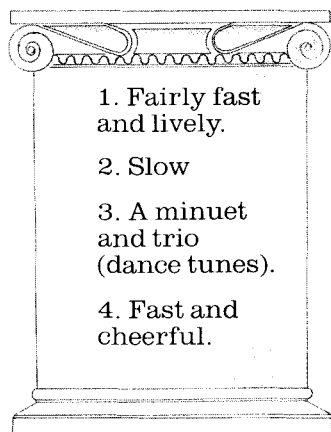 1. Fairly fast
and lively.
2. Slow
3. A minuet
and trio
(dance tunes).
4. Fast and
cheerful.